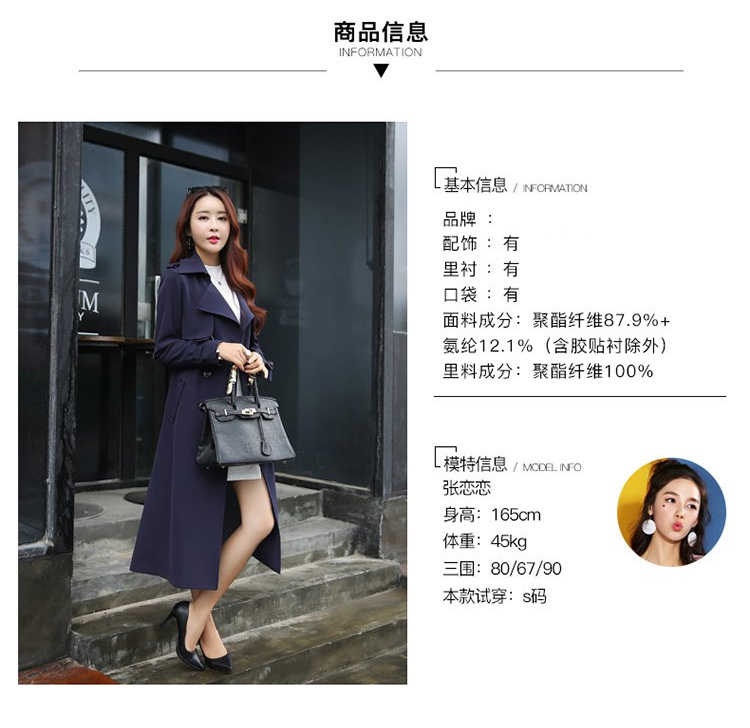 商品信息
INFORMATION
基本信息 / INFORMATION
品牌 ：
配饰 ：有
里衬 ：有
口袋 ：有
面料成分：聚酯纤维87.9%+
氨纶12.1%（含胶贴衬除外）
里料成分：聚酯纤维100%
模特信息 / MODEL INFO
张恋恋
身高：165cm
体重：45kg
三围：80/67/90
本款试穿：s码